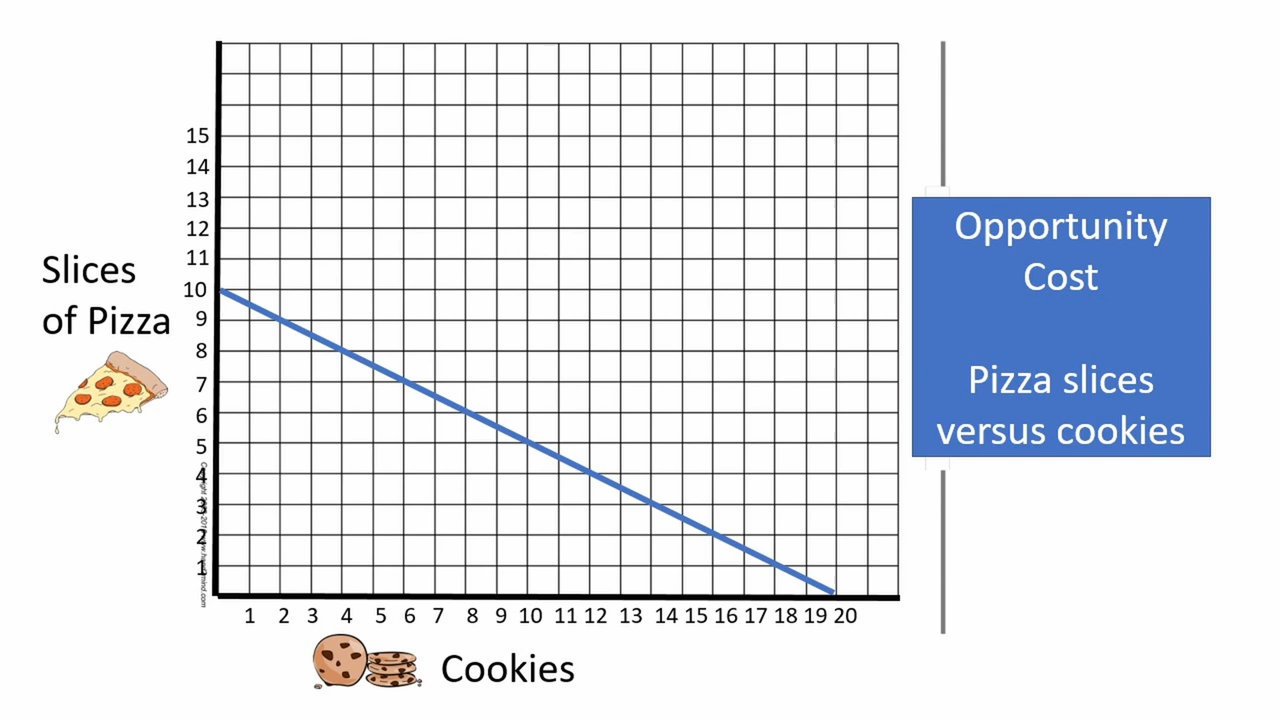 15
14
13
12
11
10
9
8
7
6
5
4
3
2
1
Slices
of Pizza
1 2 3 4 5 6 7 8 9 10 11 12 13 14 15 16 17 18 19 20
Cookies
Opportunity
Cost
Pizza slices
versus cookies